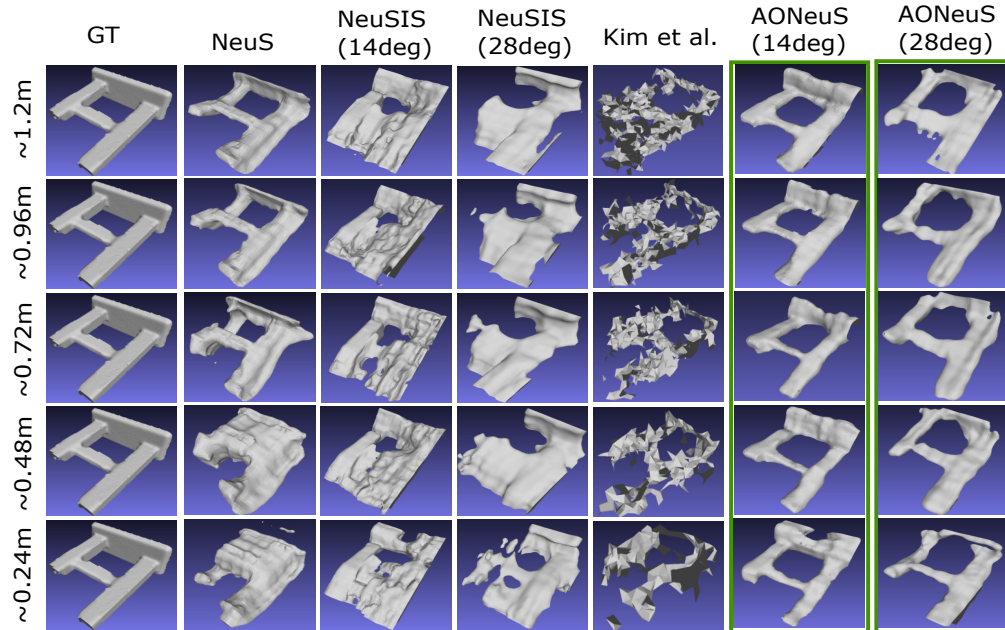 GT
NeuS
NeuSIS
(14deg)
NeuSIS
(28deg)
Kim et al.
AONeuS
(14deg)
AONeuS
(28deg)
~1.2m
~0.96m
~0.72m
~0.48m
~0.24m